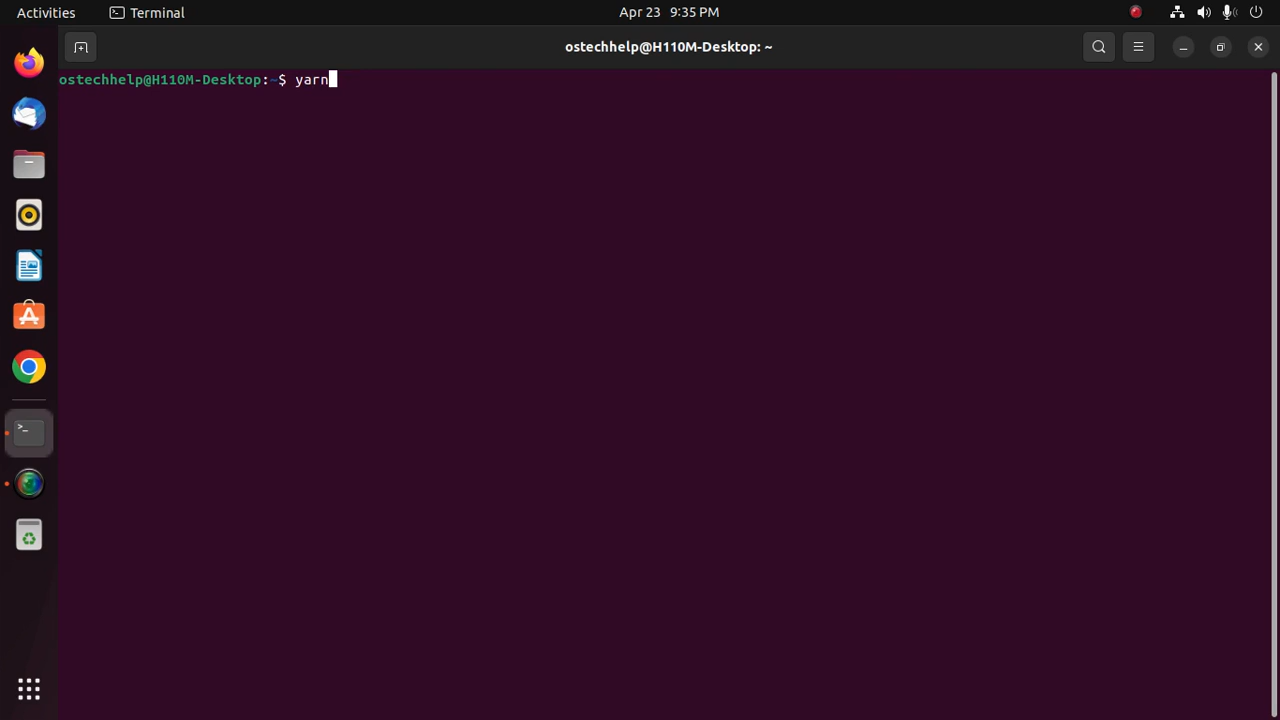 Activities
Terminal
Apr 23 9:35 PM
ostechhelp@H110M-Desktop: ~
ostechhelp@H110M-Desktop:~$ yarn